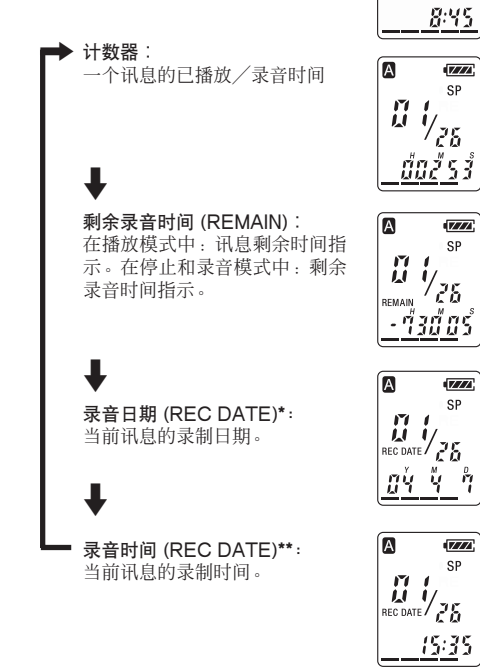 8:45
计数器：
一个讯息的已播放／录音时间
A
SP
01/26
H M S
00253
剩余录音时间 (REMAIN)：
在播放模式中：讯息剩余时间指
示。在停止和录音模式中：剩余
录音时间指示。
A
SP
01/26
REMAIN
H M S
-73005
录音日期 (REC DATE)*：
当前讯息的录制日期。
A
SP
01/26
REC DATE
Y M D
04 4 7
录音时间 (REC DATE)**：
当前讯息的录制时间。
A
SP
01/26
REC DATE
15:35